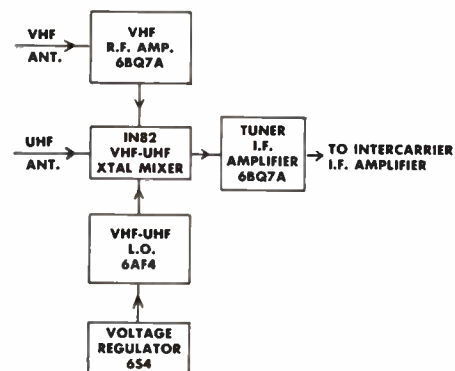 VHF
ANT.
VHF
R.F. AMP.
6BQ7A
UHF
ANT.
IN82
VHF-UHF
XTAL MIXER
TUNER
I.F.
AMPLIFIER
6BQ7A
TO INTERCARRIER
I.F. AMPLIFIER
VHF-UHF
L.O.
6AF4
VOLTAGE
REGULATOR
6S4